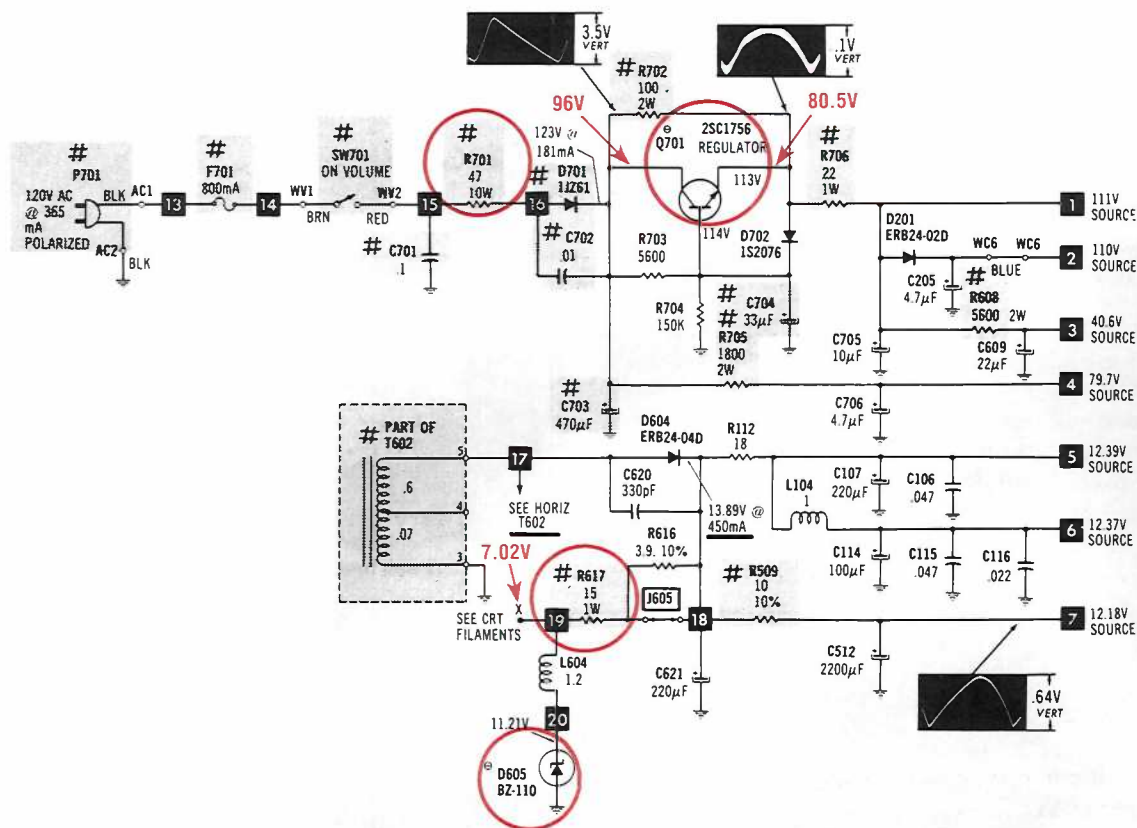 3.5V
VERT
.1V
VERT
#
R702
100
2W
96V
80.5V
⊖
Q701
2SC1756
REGULATOR
113V
114V
#
P701
120V AC
@ 365
mA
POLARIZED
BLK
AC1
AC2
BLK
13
#
F701
800mA
14
#
SW701
ON VOLUME
WV1
BRN
WV2
RED
15
#
C701
.1
#
R701
47
10W
#
16
D701
1JZ61
123V @
181mA
#
C702
.01
R703
5600
R704
150K
D702
1S2076
#
C704
33µF
#
R705
1800
2W
#
R706
22
1W
1
111V
SOURCE
D201
ERB24-02D
WC6
WC6
BLUE
2
110V
SOURCE
C205
4.7µF
#
R608
5600
2W
3
40.6V
SOURCE
C705
10µF
C609
22µF
4
79.7V
SOURCE
#
C703
470µF
C706
4.7µF
#
PART OF
T602
.6
.07
5
4
3
17
SEE HORIZ
T602
D604
ERB24-04D
C620
330pF
R112
18
13.89V @
450mA
C107
220µF
C106
.047
5
12.39V
SOURCE
L104
1
C114
100µF
C115
.047
C116
.022
6
12.37V
SOURCE
R616
3.9. 10%
7.02V
X
SEE CRT
FILAMENTS
19
#
R617
15
1W
J605
18
#
R509
10
10%
7
12.18V
SOURCE
C621
220µF
C512
2200µF
.64V
VERT
L604
1.2
20
11.21V
⊖
D605
BZ-110